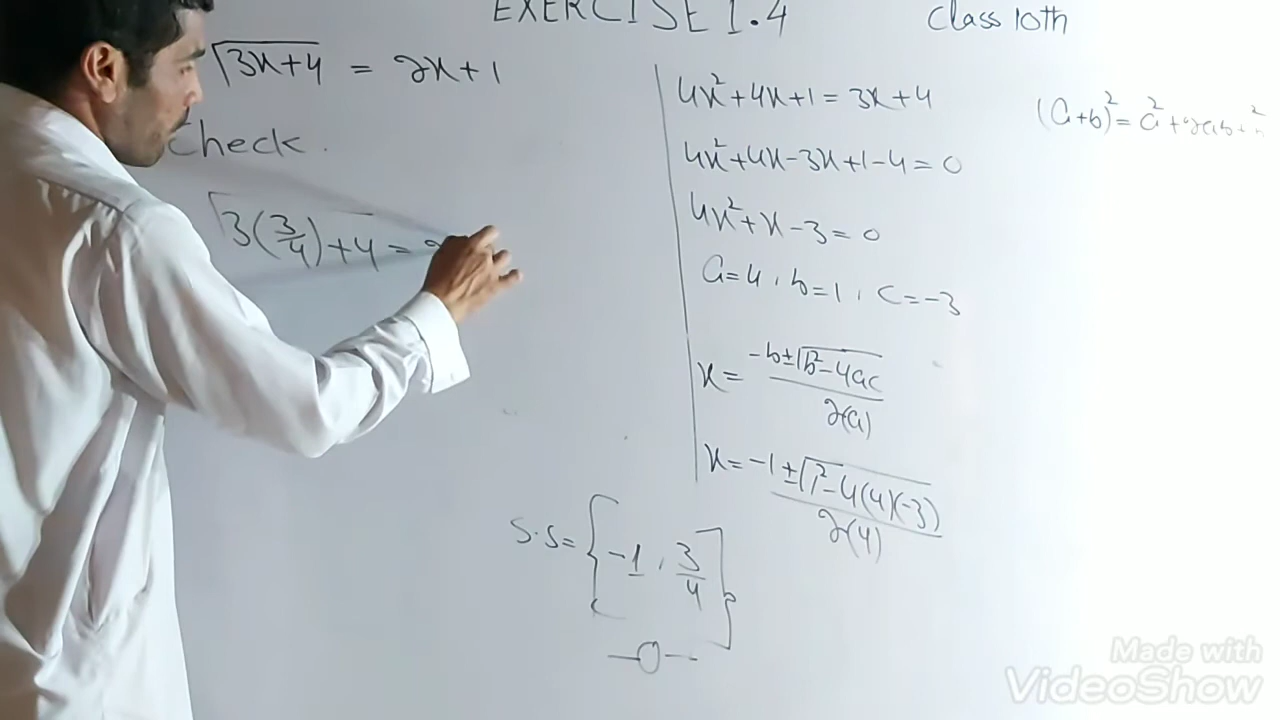 EXERCISE 1.4
Class 10th
√3x+4 = 2x+1
Check.
√3(3/4)+4 =
4x²+4x+1=3x+4
4x²+4x-3x+1-4=0
4x²+x-3=0
a=4, b=1, c=-3
x= -b±√b²-4ac / 2(a)
x= -1±√1²-4(4)(-3) / 2(4)
S.S= {-1, 3/4}
(a+b)²= a²+2ab+
Made with
VideoShow